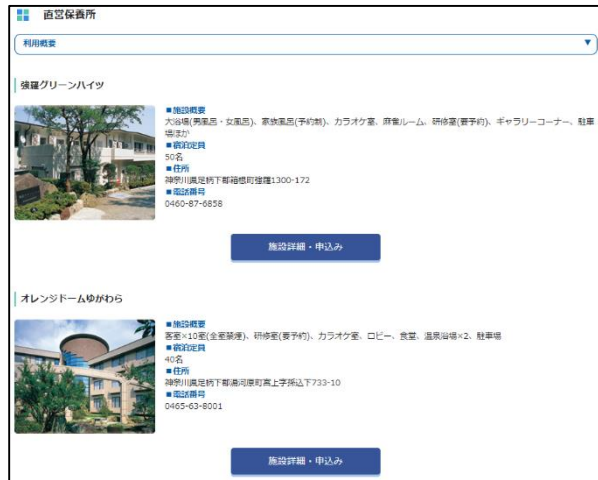 直営保養所
利用概要
強羅グリーンハイツ
■施設概要
大浴場(男風呂・女風呂)、家族風呂(予約制)、カラオケ室、麻雀ルーム、研修室(要予約)、ギャラリーコーナー、駐車
場ほか
■宿泊定員
50名
■住所
神奈川県足柄下郡箱根町強羅1300-172
■電話番号
0460-87-6858
施設詳細・申込み
オレンジドームゆがわら
■施設概要
客室×10室(全室禁煙)、研修室(要予約)、カラオケ室、ロビー、食堂、温泉浴場×2、駐車場
■宿泊定員
40名
■住所
神奈川県足柄下郡湯河原町宮上字孫込下733-10
■電話番号
0465-63-8001
施設詳細・申込み